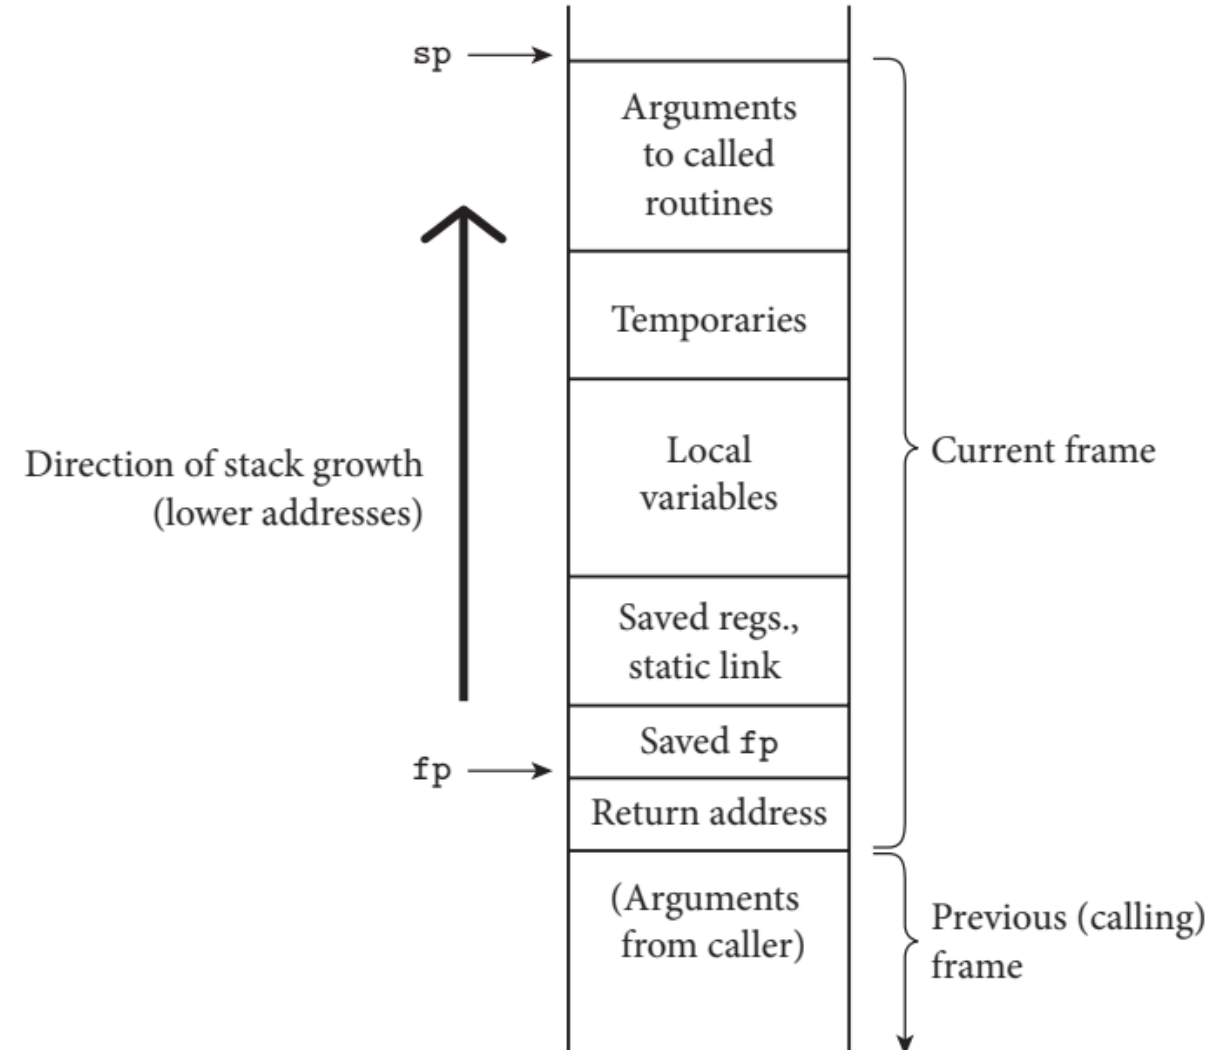 sp
Arguments
to called
routines
Temporaries
Direction of stack growth
(lower addresses)
Local
variables
Current frame
Saved regs.,
static link
Saved fp
fp
Return address
(Arguments
from caller)
Previous (calling)
frame